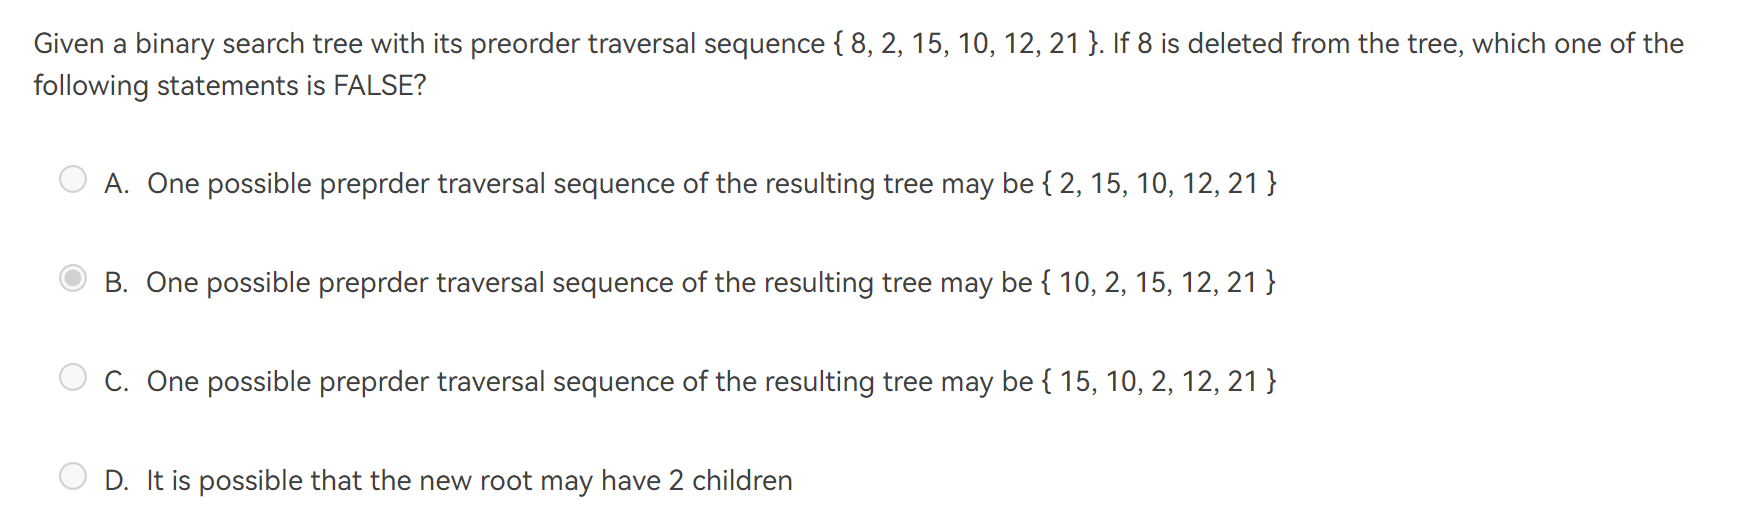 Given a binary search tree with its preorder traversal sequence { 8, 2, 15, 10, 12, 21 }. If 8 is deleted from the tree, which one of the
following statements is FALSE?
A. One possible preprder traversal sequence of the resulting tree may be { 2, 15, 10, 12, 21 }
B. One possible preprder traversal sequence of the resulting tree may be { 10, 2, 15, 12, 21 }
C. One possible preprder traversal sequence of the resulting tree may be { 15, 10, 2, 12, 21 }
D. It is possible that the new root may have 2 children